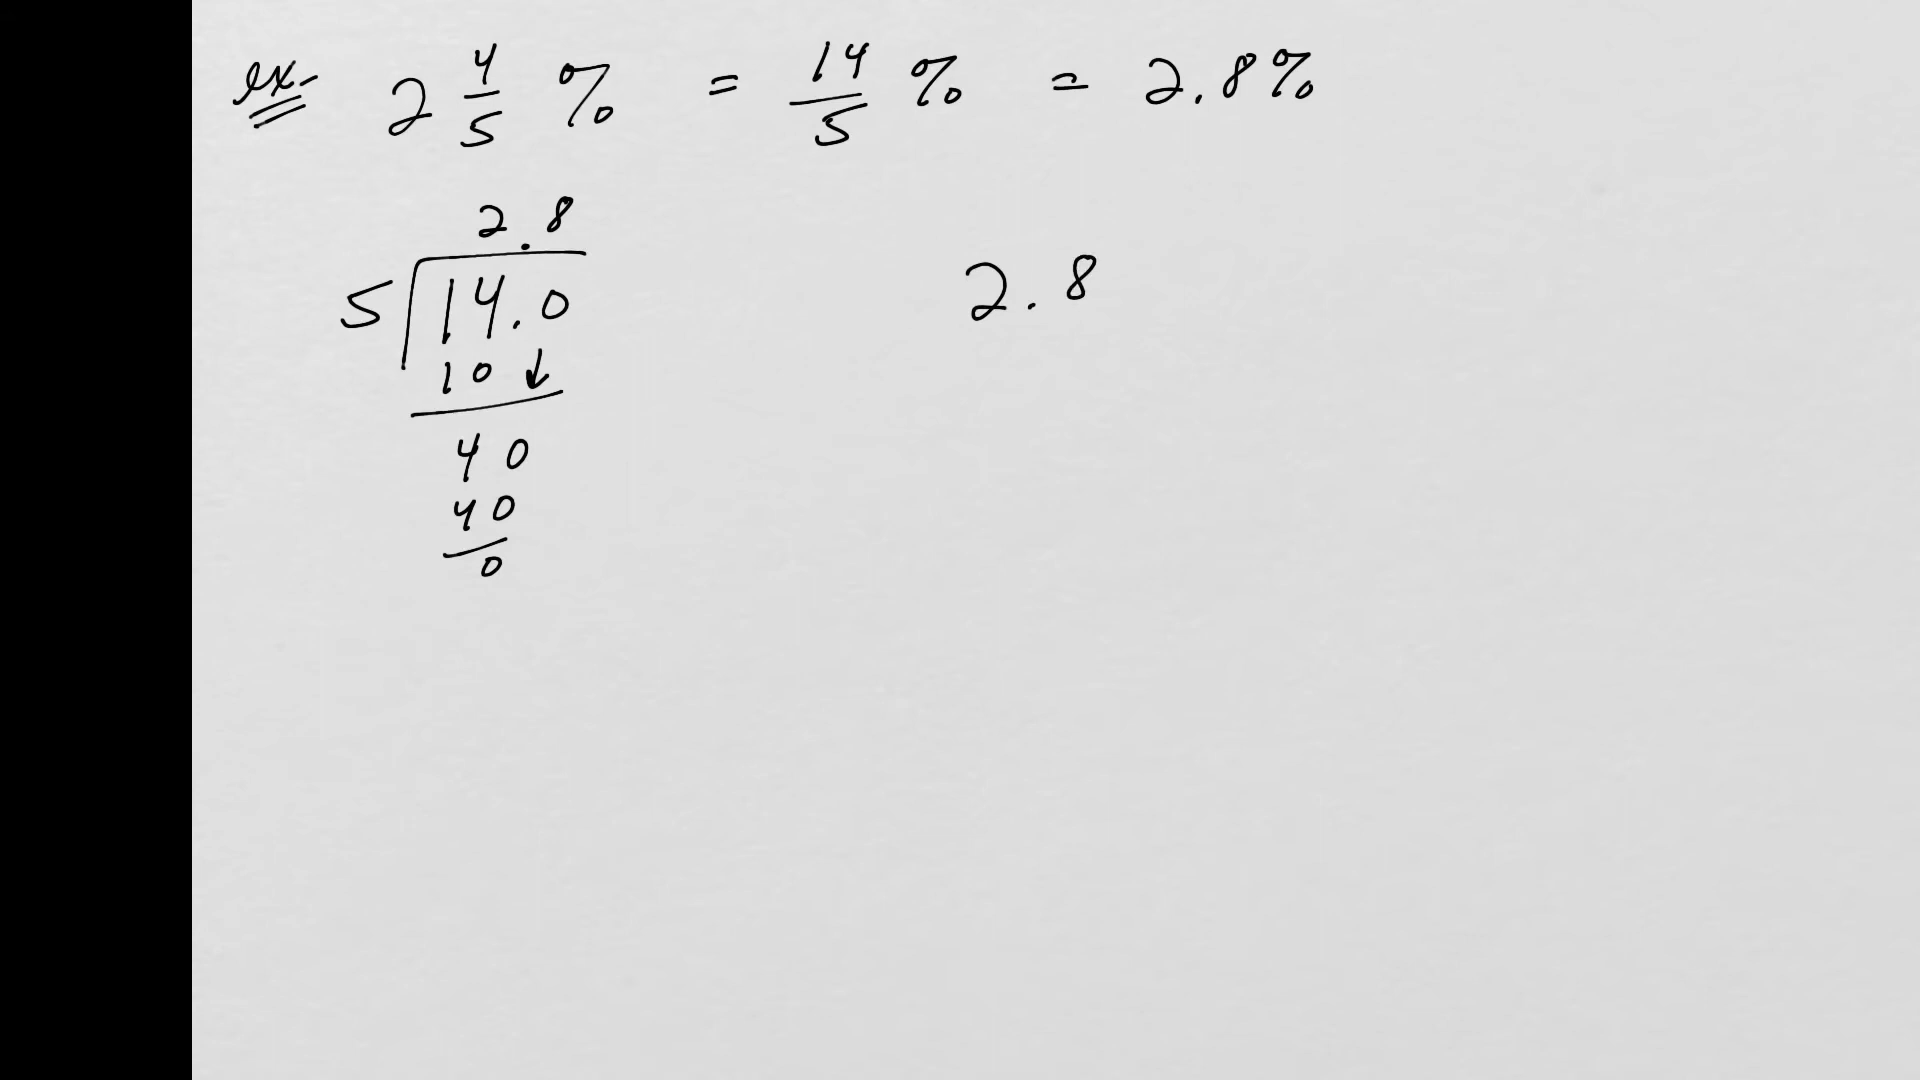 ex- 2 4/5 % = 14/5 % = 2.8%
2.8
5 14.0 2.8
10 ↓
40
40
0